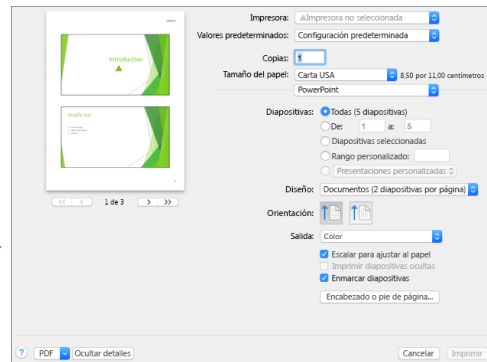 Impresora: Impresora no seleccionada
Valores predeterminados: Configuración predeterminada
Copias: 1
Tamaño del papel: Carta USA 8,50 por 11,00 centímetros
PowerPoint
Introduction
Diapositivas: Todas (5 diapositivas)
De: 1 a: 5
Diapositivas seleccionadas
Rango personalizado:
Presentaciones personalizadas
Diseño: Documentos (2 diapositivas por página)
1 de 3
Orientación:
Salida: Color
Escalar para ajustar al papel
Imprimir diapositivas ocultas
Enmarcar diapositivas
Encabezado o pie de página...
? PDF Ocultar detalles Cancelar Imprimir